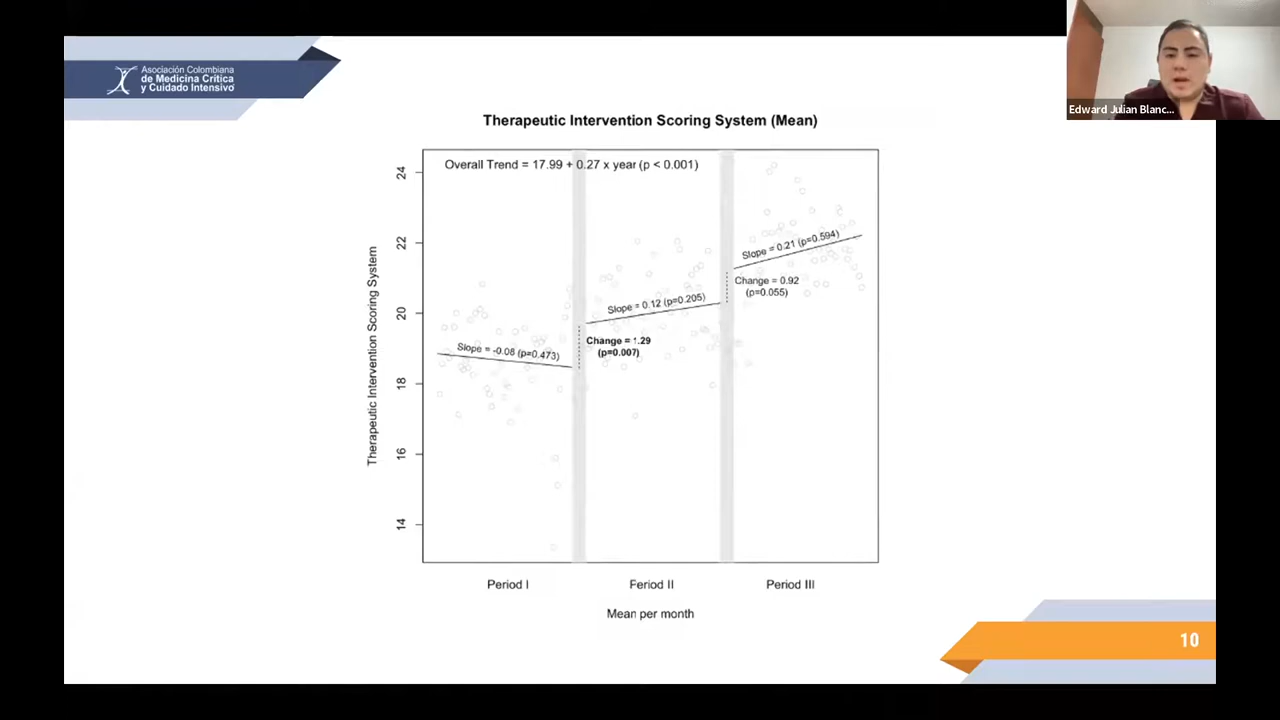 Asociación Colombiana
de Medicina Crítica
y Cuidado Intensivo
Edward Julian Blanc...
Therapeutic Intervention Scoring System (Mean)
Overall Trend = 17.99 + 0.27 x year (p < 0.001)
Therapeutic Intervention Scoring System
24
22
20
18
16
14
Slope = -0.08 (p=0.473)
Change = 1.29
(p=0.007)
Slope = 0.12 (p=0.205)
Slope = 0.21 (p=0.594)
Change = 0.92
(p=0.055)
Period I
Feriod II
Period III
Mean per month
10